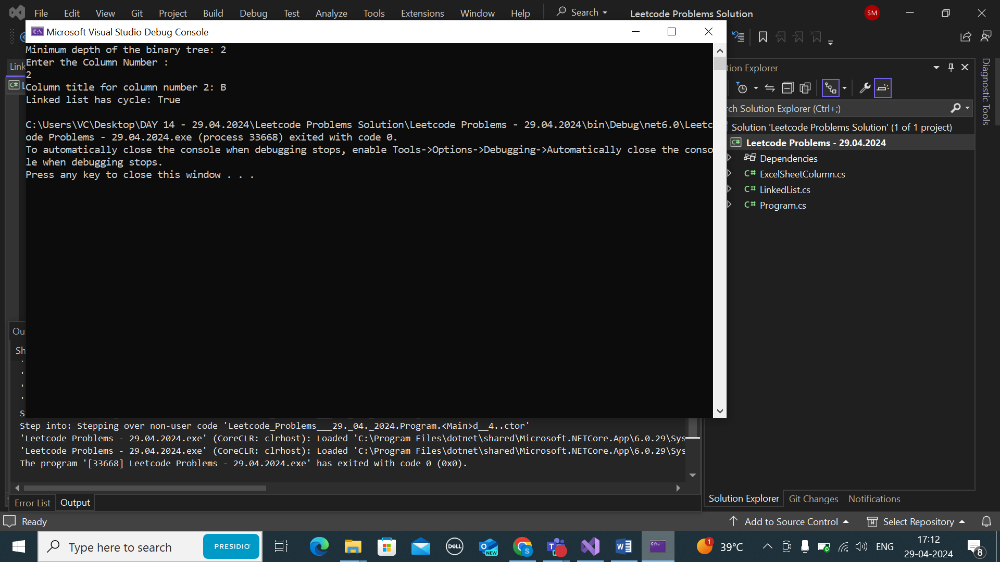 File Edit View Git Project Build Debug Test Analyze Tools Extensions Window Help Search Leetcode Problems Solution SM
Microsoft Visual Studio Debug Console
Minimum depth of the binary tree: 2
Enter the Column Number :
2
Column title for column number 2: B
Linked list has cycle: True
C:\Users\VC\Desktop\DAY 14 - 29.04.2024\Leetcode Problems Solution\Leetcode Problems - 29.04.2024\bin\Debug\net6.0\Leetc
ode Problems - 29.04.2024.exe (process 33668) exited with code 0.
To automatically close the console when debugging stops, enable Tools->Options->Debugging->Automatically close the conso
le when debugging stops.
Press any key to close this window . . .
Link
C# L
Ou
Sh
Step into: Stepping over non-user code 'Leetcode_Problems___29._04._2024.Program.<Main>d__4..ctor'
'Leetcode Problems - 29.04.2024.exe' (CoreCLR: clrhost): Loaded 'C:\Program Files\dotnet\shared\Microsoft.NETCore.App\6.0.29\Sys
'Leetcode Problems - 29.04.2024.exe' (CoreCLR: clrhost): Loaded 'C:\Program Files\dotnet\shared\Microsoft.NETCore.App\6.0.29\Sys
The program '[33668] Leetcode Problems - 29.04.2024.exe' has exited with code 0 (0x0).
Error List Output
tion Explorer
rch Solution Explorer (Ctrl+;)
Solution 'Leetcode Problems Solution' (1 of 1 project)
C# Leetcode Problems - 29.04.2024
Dependencies
C# ExcelSheetColumn.cs
C# LinkedList.cs
C# Program.cs
Diagnostic Tools
Solution Explorer Git Changes Notifications
Ready Add to Source Control Select Repository
Type here to search PRESIDIO DELL NEW S T W 1 39°C ENG 17:12
29-04-2024 8